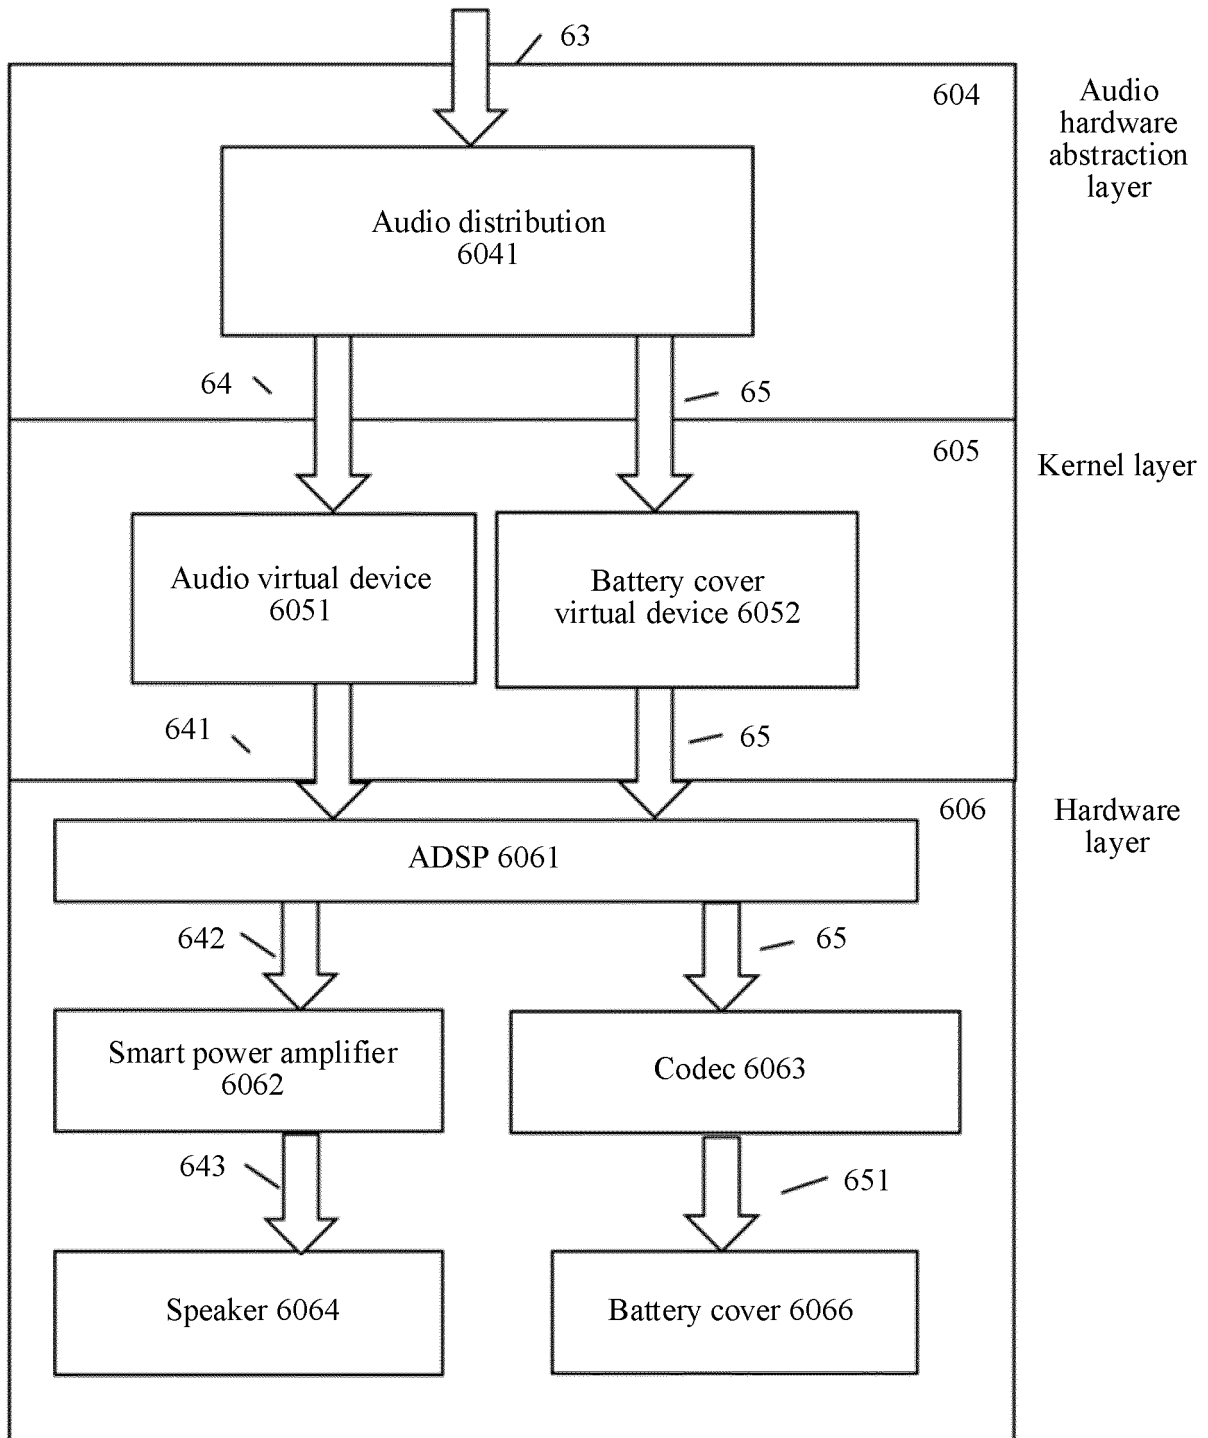 63
604
Audio
hardware
abstraction
layer
Audio distribution
6041
64
65
605
Kernel layer
Audio virtual device
6051
Battery cover
virtual device 6052
641
65
606
Hardware
layer
ADSP 6061
642
65
Smart power amplifier
6062
Codec 6063
643
651
Speaker 6064
Battery cover 6066